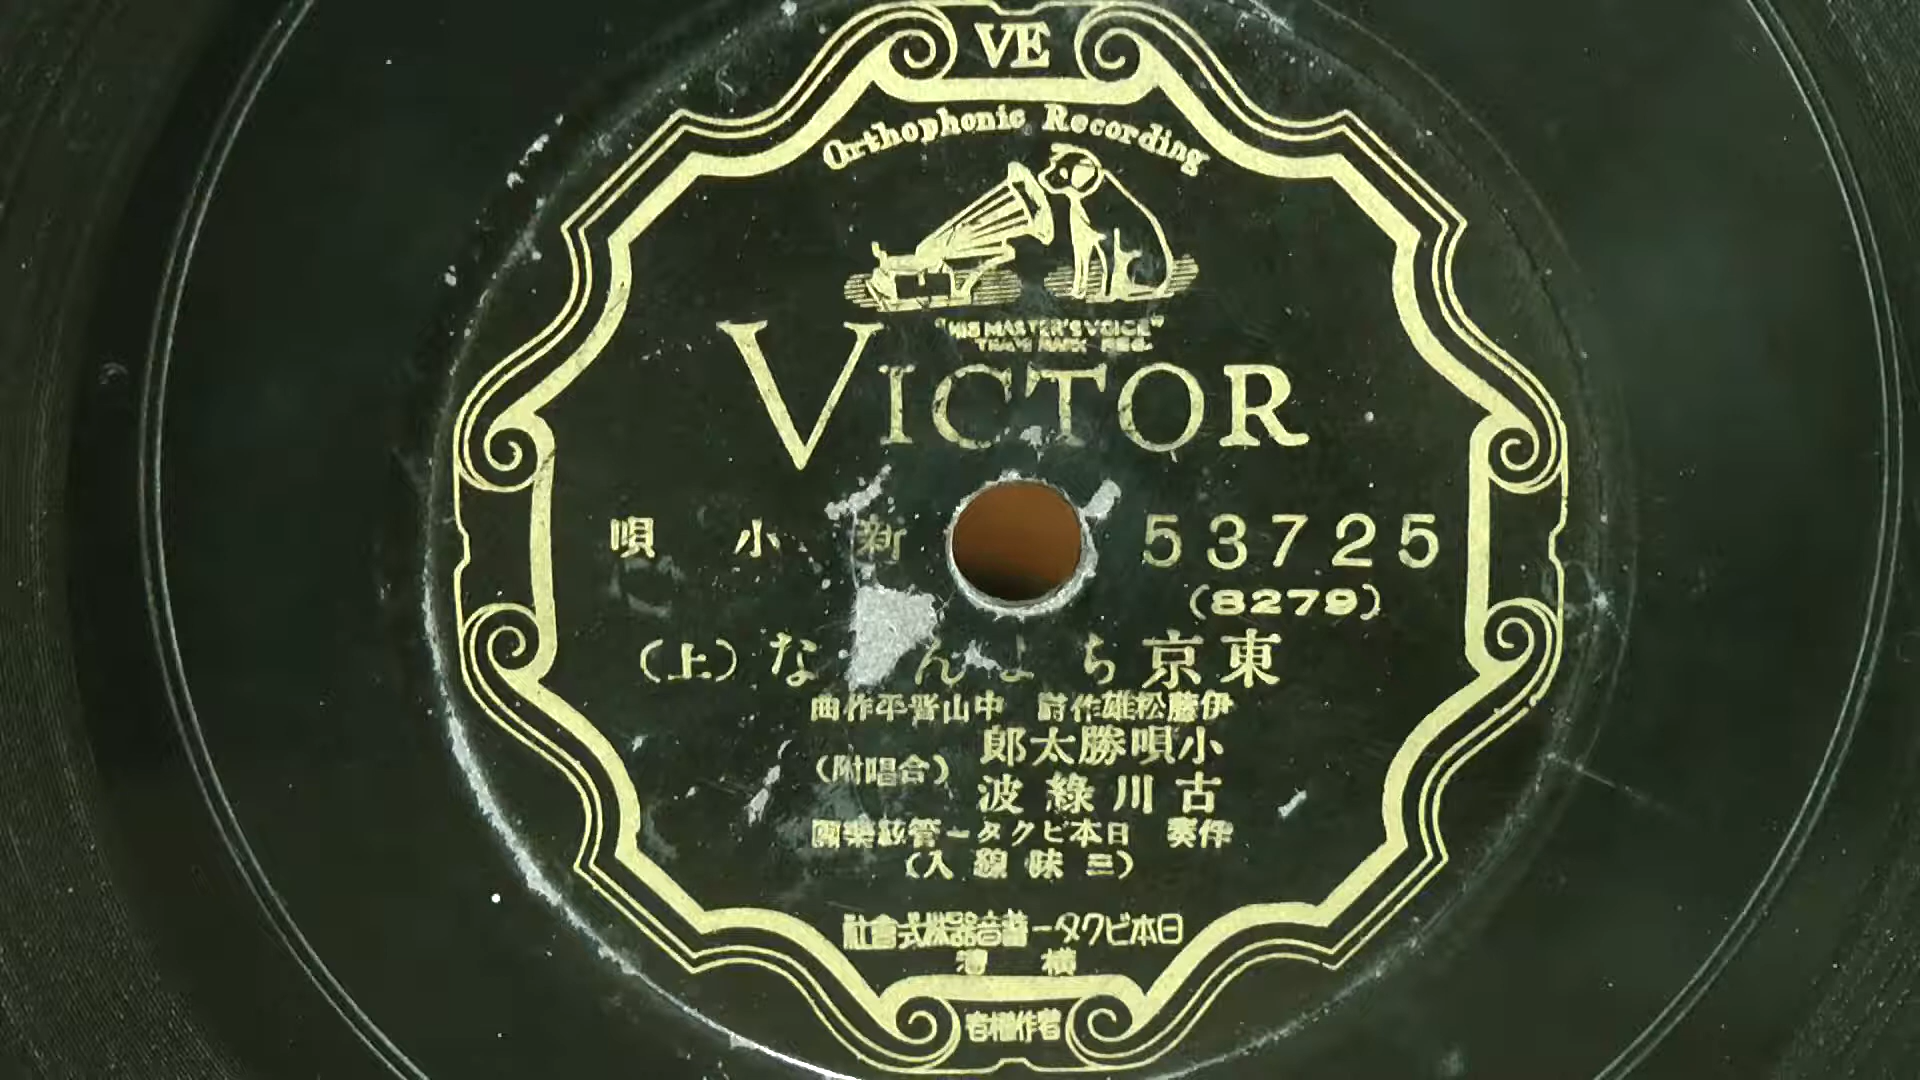 VE
Orthophonic Recording
"HIS MASTER'S VOICE"
TRADE MARK REG.
VICTOR
新小唄
53725
(8279)
東京ちよんな(上)
伊藤松雄作詩 中山晋平作曲
小唄勝太郎
古川綠波
(合唱附)
伴奏 日本ビクター管絃樂團
(三味線入)
日本ビクター蓄音器株式會社
橫濱
著作權者